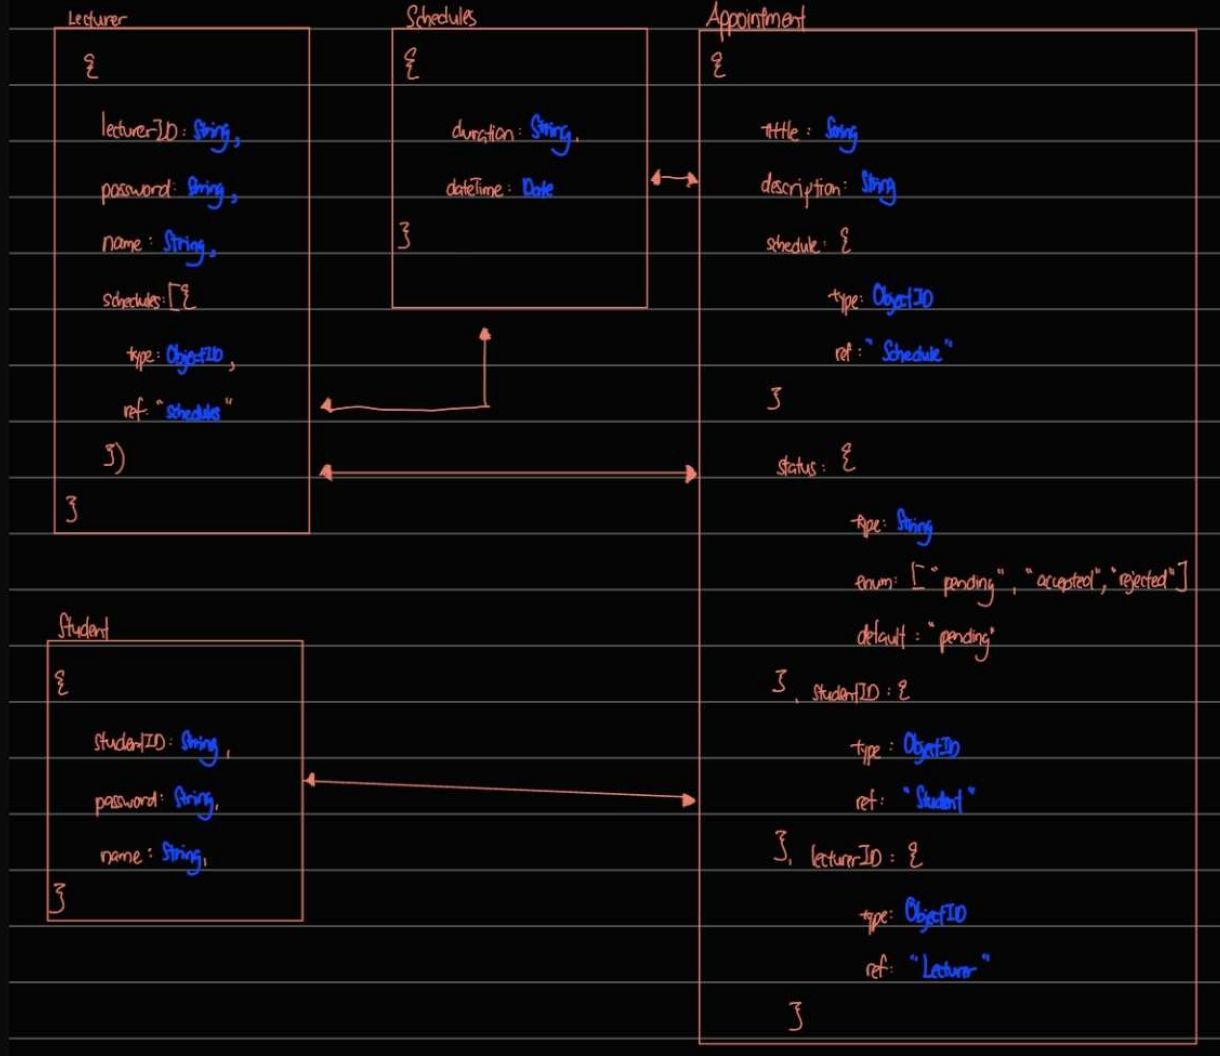 Lecturer
{
lecturerID: String,
password: String,
name: String,
schedules: [{
type: ObjectID,
ref: "schedules"
})
}
Schedules
{
duration: String,
dateTime: Date
}
Appointment
{
title: String
description: String
schedule: {
type: ObjectID
ref: "Schedule"
}
status: {
type: String
enum: ["pending", "accepted", "rejected"]
default: "pending"
}, studentID: {
type: ObjectID
ref: "Student"
}, lecturerID: {
type: ObjectID
ref: "Lecturer"
}
Student
{
studentID: String,
password: String,
name: String,
}